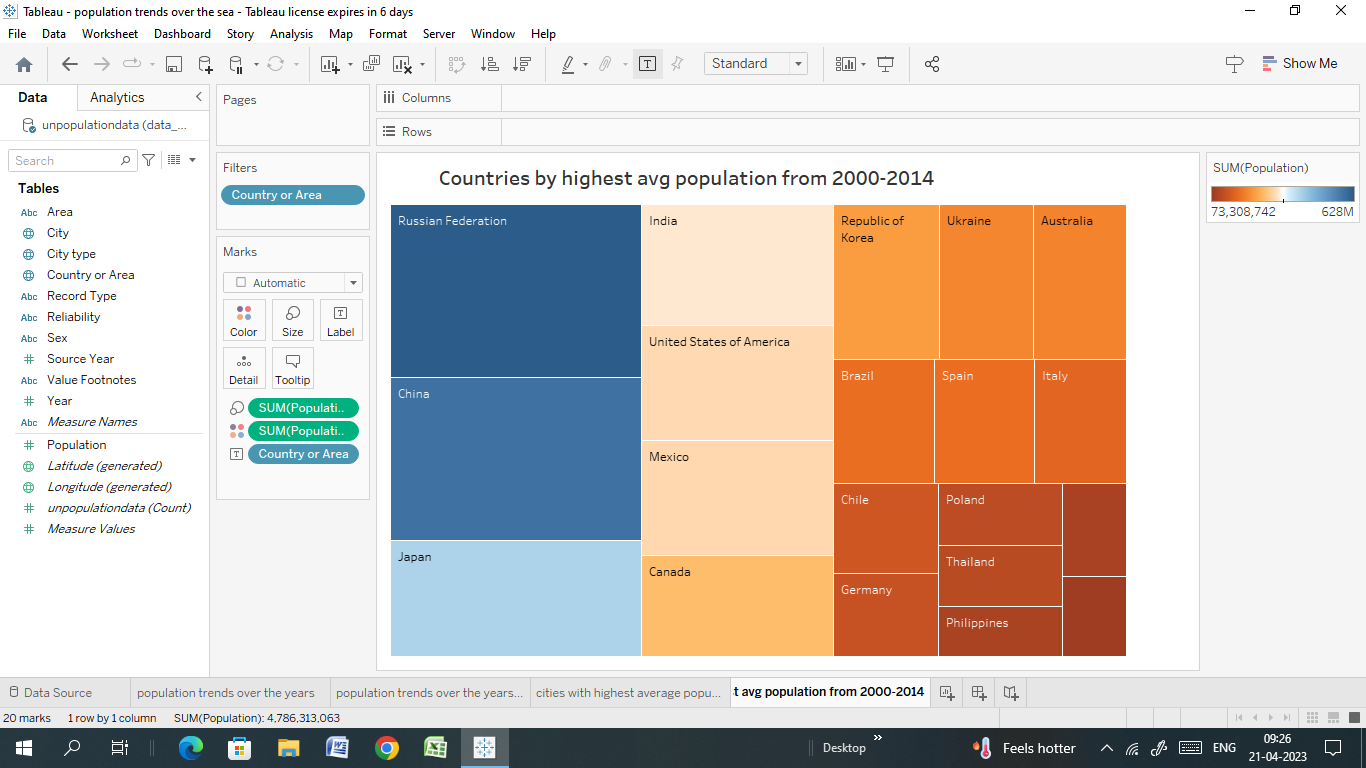 Tableau - population trends over the sea - Tableau license expires in 6 days
File Data Worksheet Dashboard Story Analysis Map Format Server Window Help
Standard
Show Me
Data Analytics
unpopulationdata (data_...
Search
Tables
Abc Area
City
City type
Country or Area
Abc Record Type
Abc Reliability
Abc Sex
Source Year
Abc Value Footnotes
Year
Abc Measure Names
Population
Latitude (generated)
Longitude (generated)
unpopulationdata (Count)
Measure Values
Pages
Filters
Country or Area
Marks
Automatic
Color Size Label
Detail Tooltip
SUM(Populati..
SUM(Populati..
Country or Area
Columns
Rows
Countries by highest avg population from 2000-2014
Russian Federation
China
Japan
India
United States of America
Mexico
Canada
Republic of
Korea
Ukraine
Australia
Brazil
Spain
Italy
Chile
Germany
Poland
Thailand
Philippines
SUM(Population)
73,308,742 628M
Data Source population trends over the years population trends over the years... cities with highest average popu... t avg population from 2000-2014
20 marks 1 row by 1 column SUM(Population): 4,786,313,063
Desktop
Feels hotter
ENG
09:26
21-04-2023